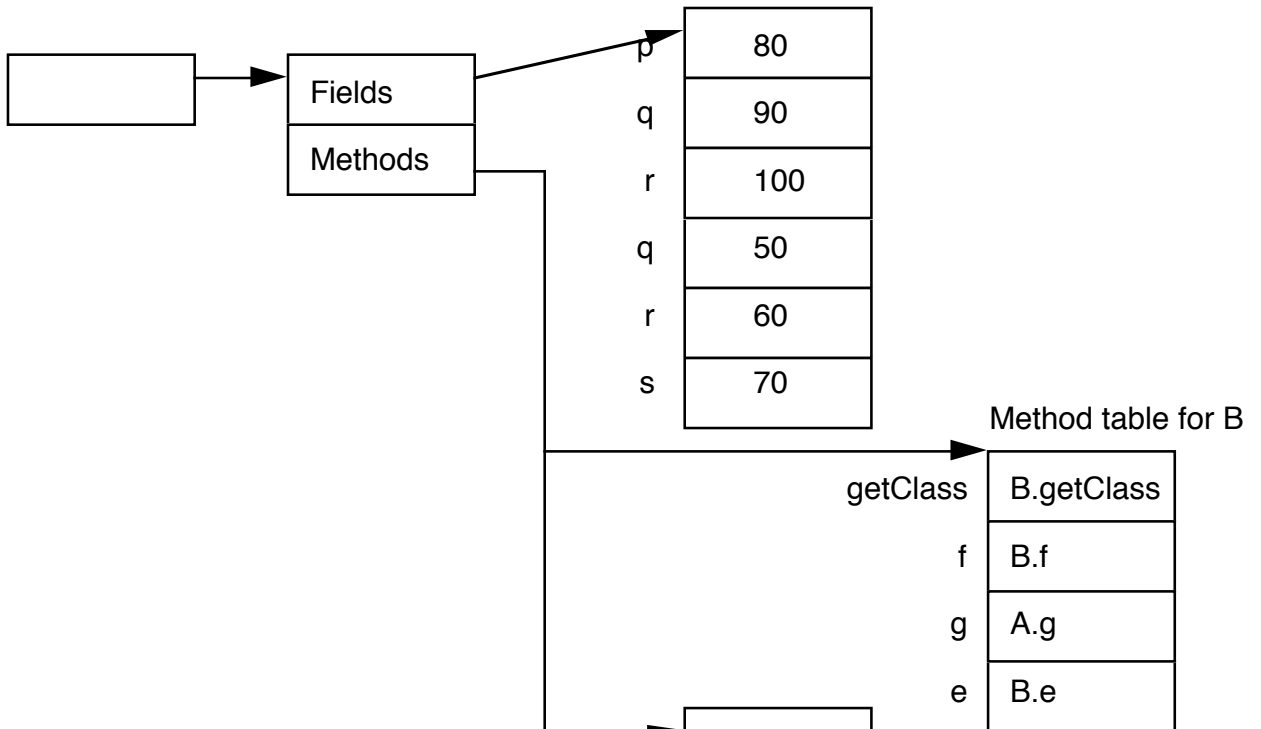 Fields
Methods
p 80
q 90
r 100
q 50
r 60
s 70
Method table for B
getClass B.getClass
f B.f
g A.g
e B.e